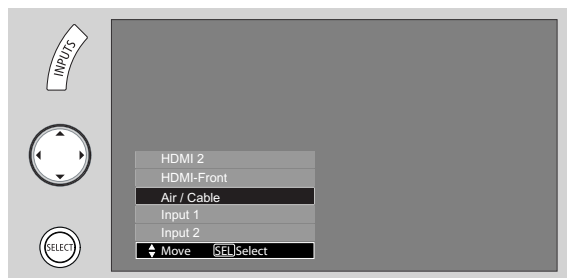 INPUTS
HDMI 2
HDMI-Front
Air / Cable
Input 1
Input 2
Move SEL Select
SELECT